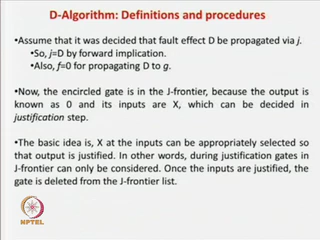 D-Algorithm: Definitions and procedures
•Assume that it was decided that fault effect D be propagated via j.
•So, j=D by forward implication.
•Also, f=0 for propagating D to g.
•Now, the encircled gate is in the J-frontier, because the output is
known as 0 and its inputs are X, which can be decided in
justification step.
•The basic idea is, X at the inputs can be appropriately selected so
that output is justified. In other words, during justification gates in
J-frontier can only be considered. Once the inputs are justified, the
gate is deleted from the J-frontier list.
NPTEL